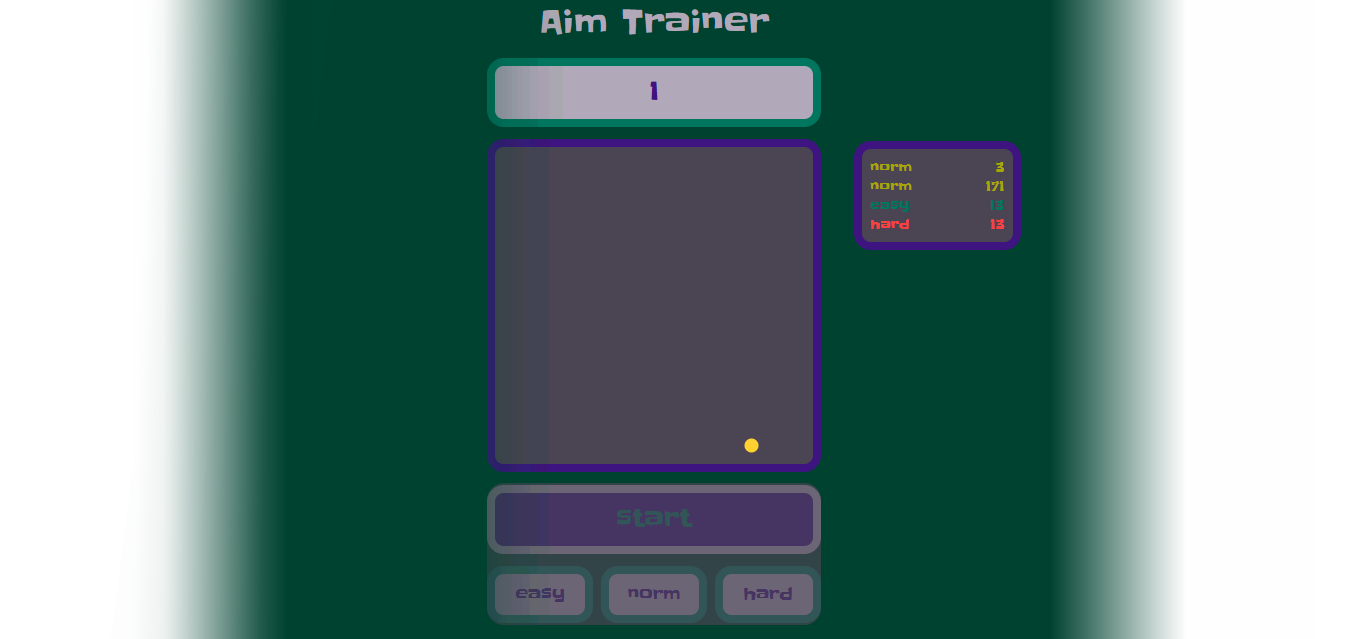 Aim Trainer
1
norm 3
norm 171
easy 13
hard 13
start
easy norm hard